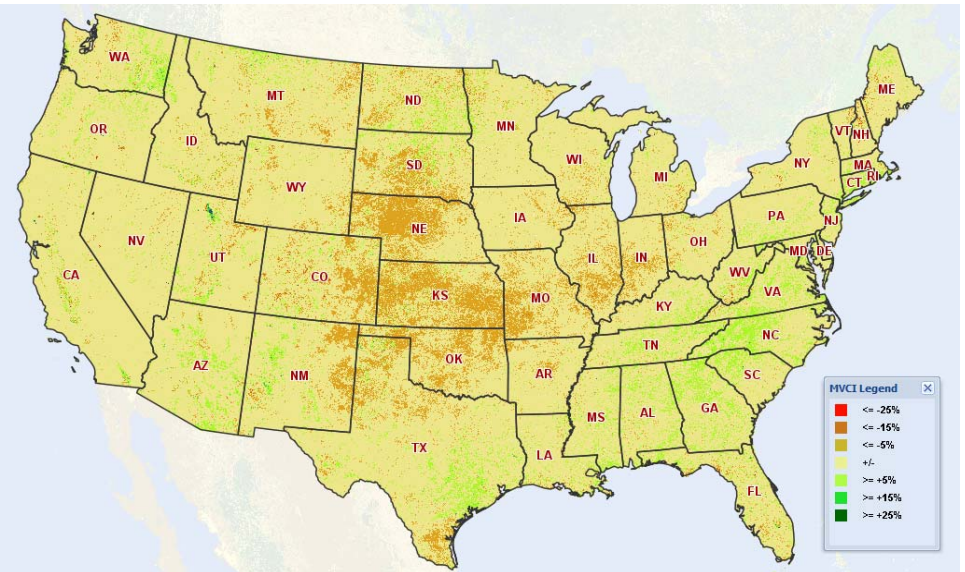 WA
MT
ND
ME
OR
ID
MN
VT
NH
SD
WI
NY
MA
RI
MI
CT
WY
IA
PA
NJ
NE
NV
UT
CO
IL
IN
OH
MD
DE
WV
CA
KS
MO
KY
VA
TN
NC
AZ
NM
OK
AR
SC
MS
AL
GA
TX
LA
FL
MVCI Legend
<= -25%
<= -15%
<= -5%
+/-
>= +5%
>= +15%
>= +25%